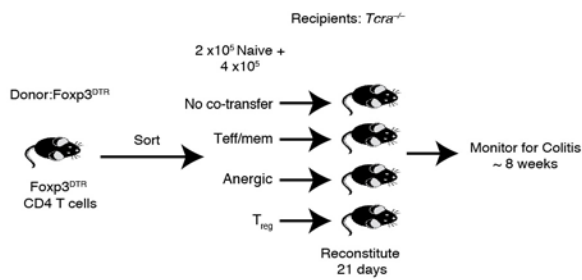 Recipients: Tcra⁻/⁻
2 x10⁵ Naive +
4 x10⁵
Donor:Foxp3ᴰᵀᴿ
No co-transfer
Sort
Teff/mem
Monitor for Colitis
~ 8 weeks
Foxp3ᴰᵀᴿ
CD4 T cells
Anergic
Treg
Reconstitute
21 days